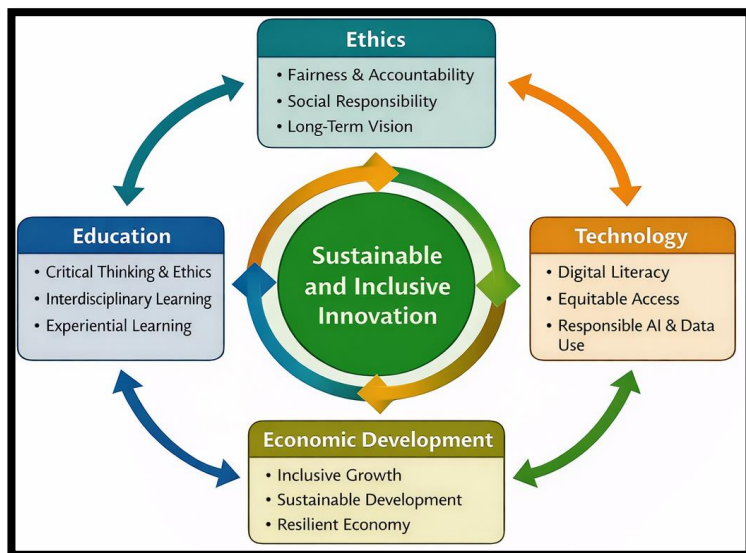 Ethics
• Fairness & Accountability
• Social Responsibility
• Long-Term Vision
Education
• Critical Thinking & Ethics
• Interdisciplinary Learning
• Experiential Learning
Sustainable
and Inclusive
Innovation
Technology
• Digital Literacy
• Equitable Access
• Responsible AI & Data
Use
Economic Development
• Inclusive Growth
• Sustainable Development
• Resilient Economy